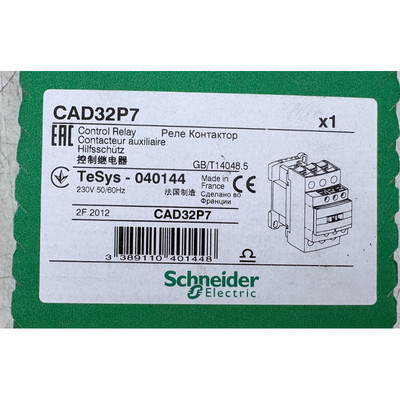 CAD32P7
x1
EAC
Control Relay
Реле Контактор
Contacteur auxiliaire
Hilfsschütz
控制继电器
GB/T14048.5
TeSys - 040144
230V 50/60Hz
法国制造
Made in
France
Сделано во
Франции
CE
2F 2012
CAD32P7
3 389110 401448
Schneider
Electric